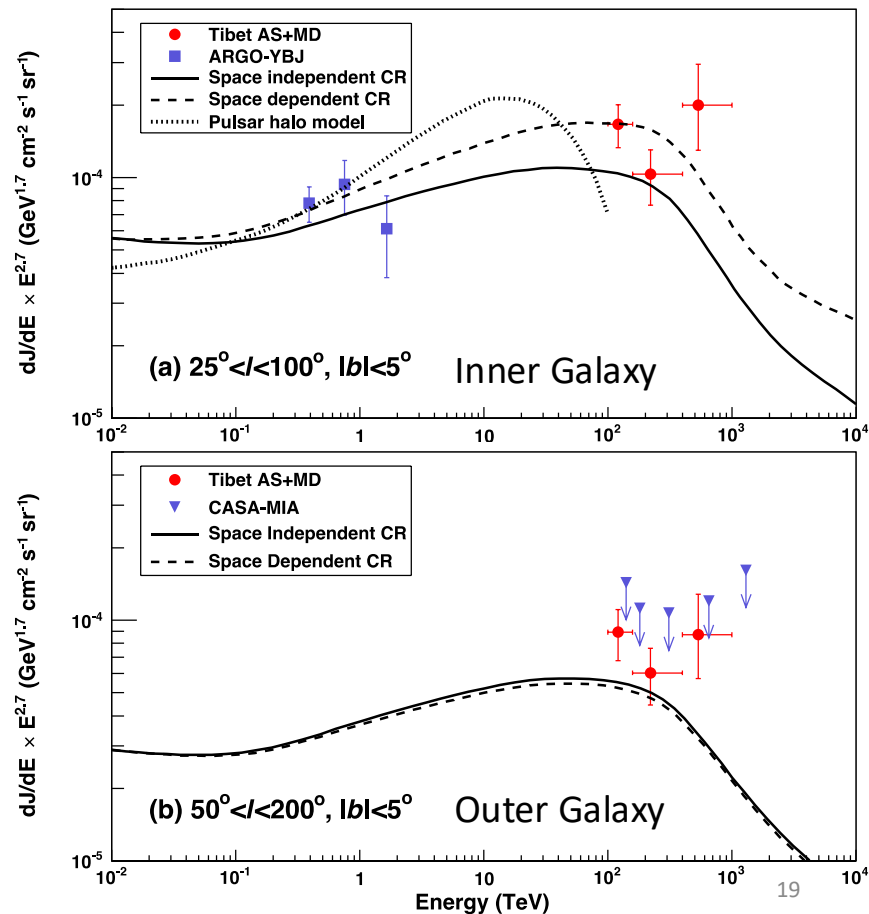 Tibet AS+MD
ARGO-YBJ
Space independent CR
Space dependent CR
Pulsar halo model
dJ/dE × E^2.7 (GeV^1.7 cm^-2 s^-1 sr^-1)
10^-4
10^-5
(a) 25°<l<100°, |b|<5° Inner Galaxy
10^-2 10^-1 1 10 10^2 10^3 10^4
Tibet AS+MD
CASA-MIA
Space Independent CR
Space Dependent CR
dJ/dE × E^2.7 (GeV^1.7 cm^-2 s^-1 sr^-1)
10^-4
10^-5
(b) 50°<l<200°, |b|<5° Outer Galaxy
10^-2 10^-1 1 10 10^2 10^3 10^4
Energy (TeV)
19